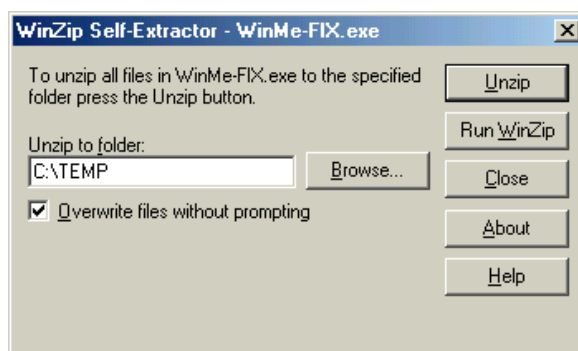 WinZip Self-Extractor - WinMe-FIX.exe
To unzip all files in WinMe-FIX.exe to the specified
folder press the Unzip button.
Unzip to folder:
C:\TEMP
Browse...
Overwrite files without prompting
Unzip
Run WinZip
Close
About
Help